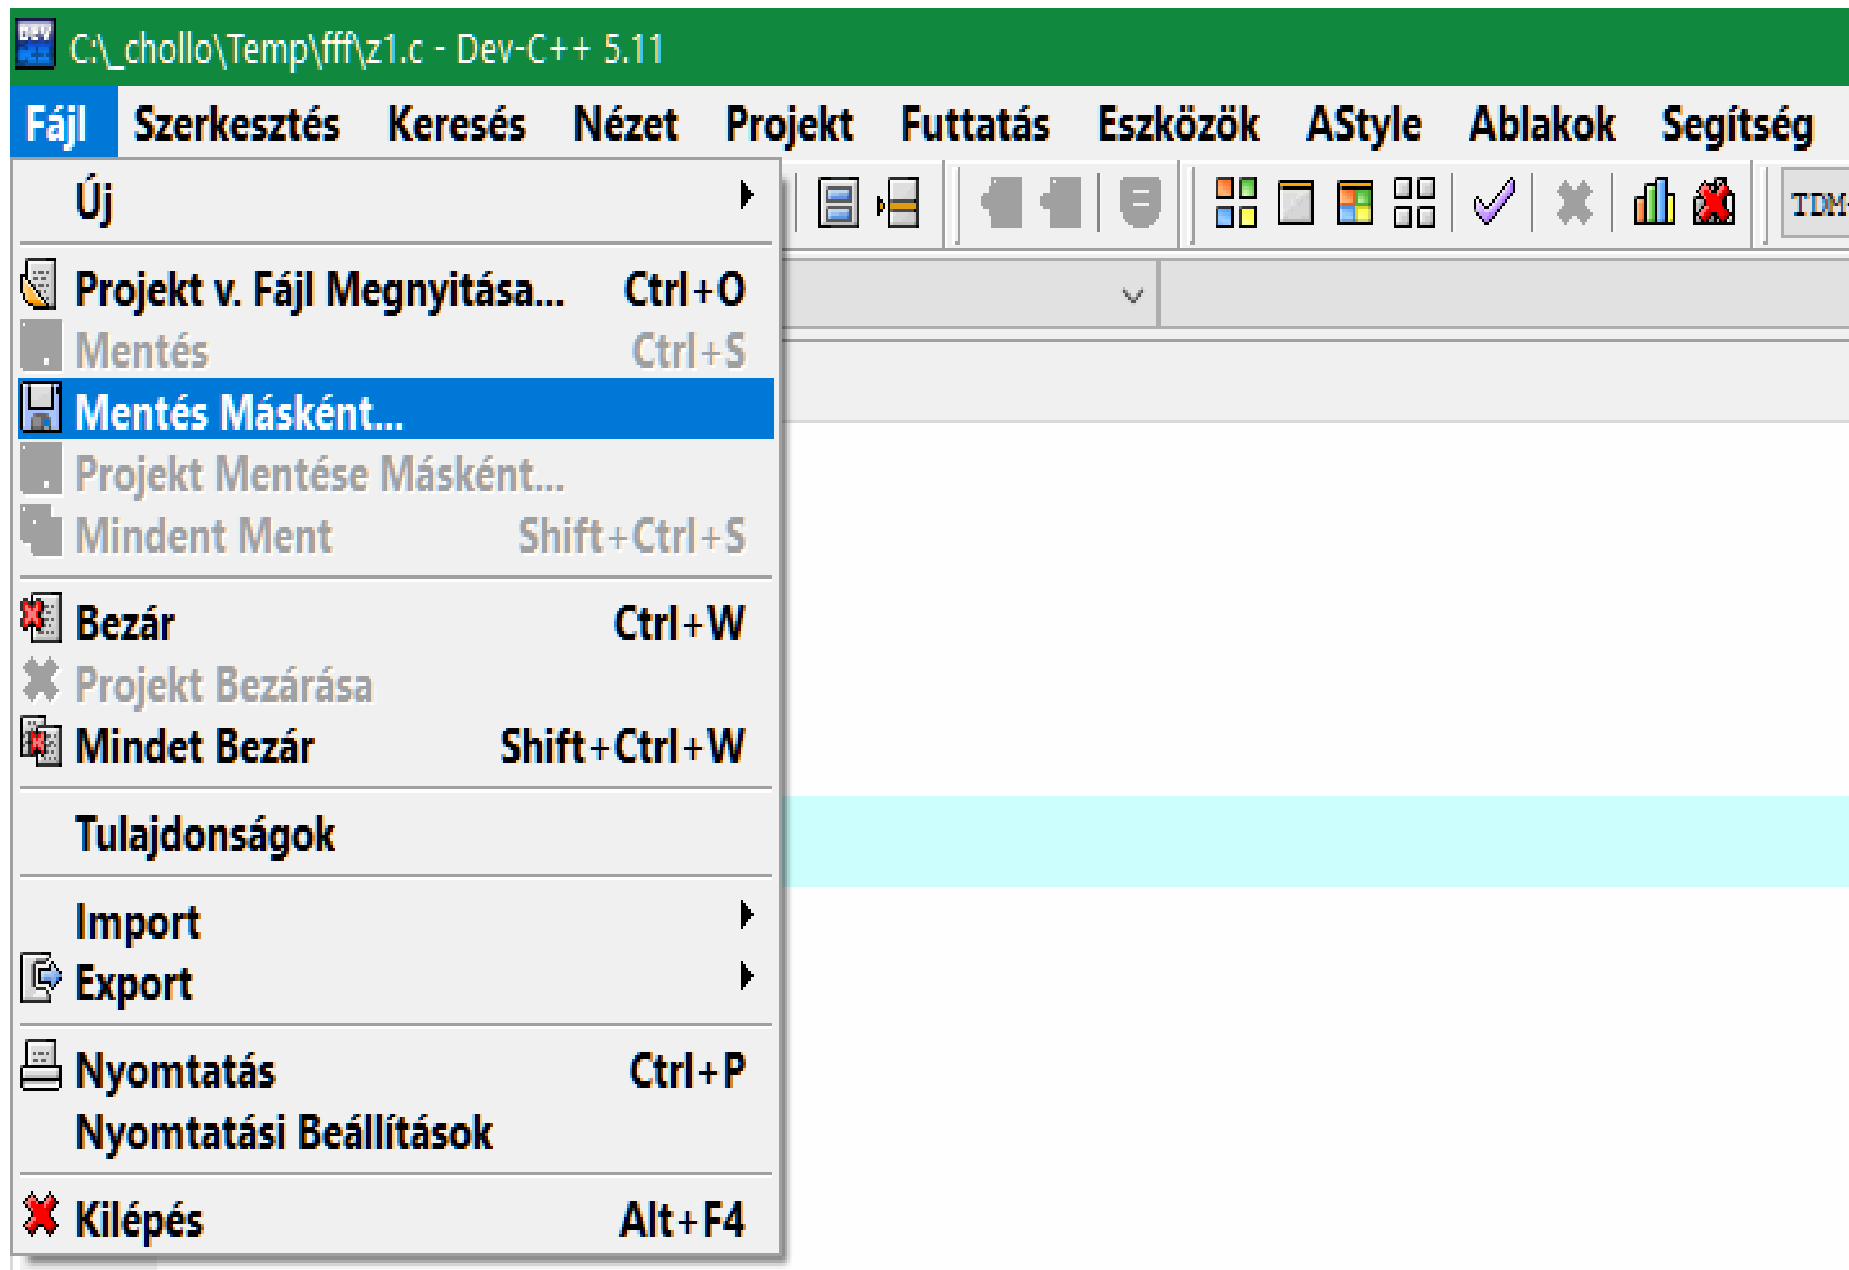 C:\_chollo\Temp\fff\z1.c - Dev-C++ 5.11
Fájl Szerkesztés Keresés Nézet Projekt Futtatás Eszközök AStyle Ablakok Segítség
Új
TDM-
Projekt v. Fájl Megnyitása... Ctrl+O
Mentés Ctrl+S
Mentés Másként...
Projekt Mentése Másként...
Mindent Ment Shift+Ctrl+S
Bezár Ctrl+W
Projekt Bezárása
Mindet Bezár Shift+Ctrl+W
Tulajdonságok
Import
Export
Nyomtatás Ctrl+P
Nyomtatási Beállítások
Kilépés Alt+F4